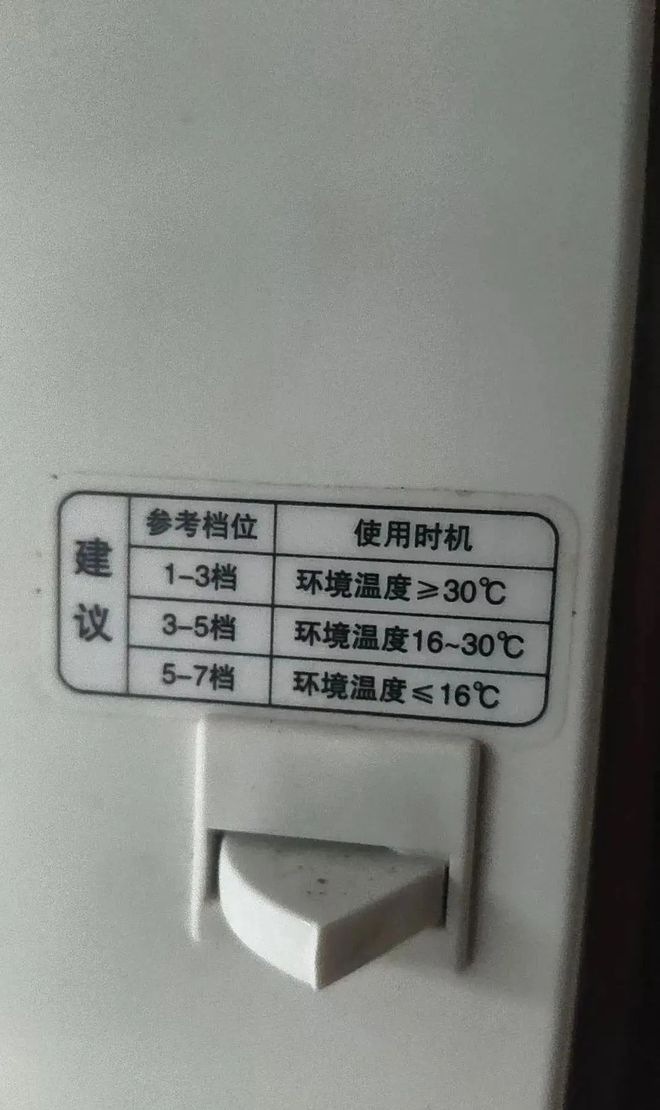 建议
参考档位 使用时机
1-3档 环境温度≥30℃
3-5档 环境温度16~30℃
5-7档 环境温度≤16℃